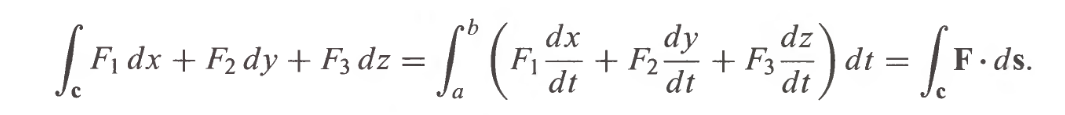 ∫_c F₁ dx + F₂ dy + F₃ dz = ∫_a^b (F₁ dx/dt + F₂ dy/dt + F₃ dz/dt) dt = ∫_c F · ds.